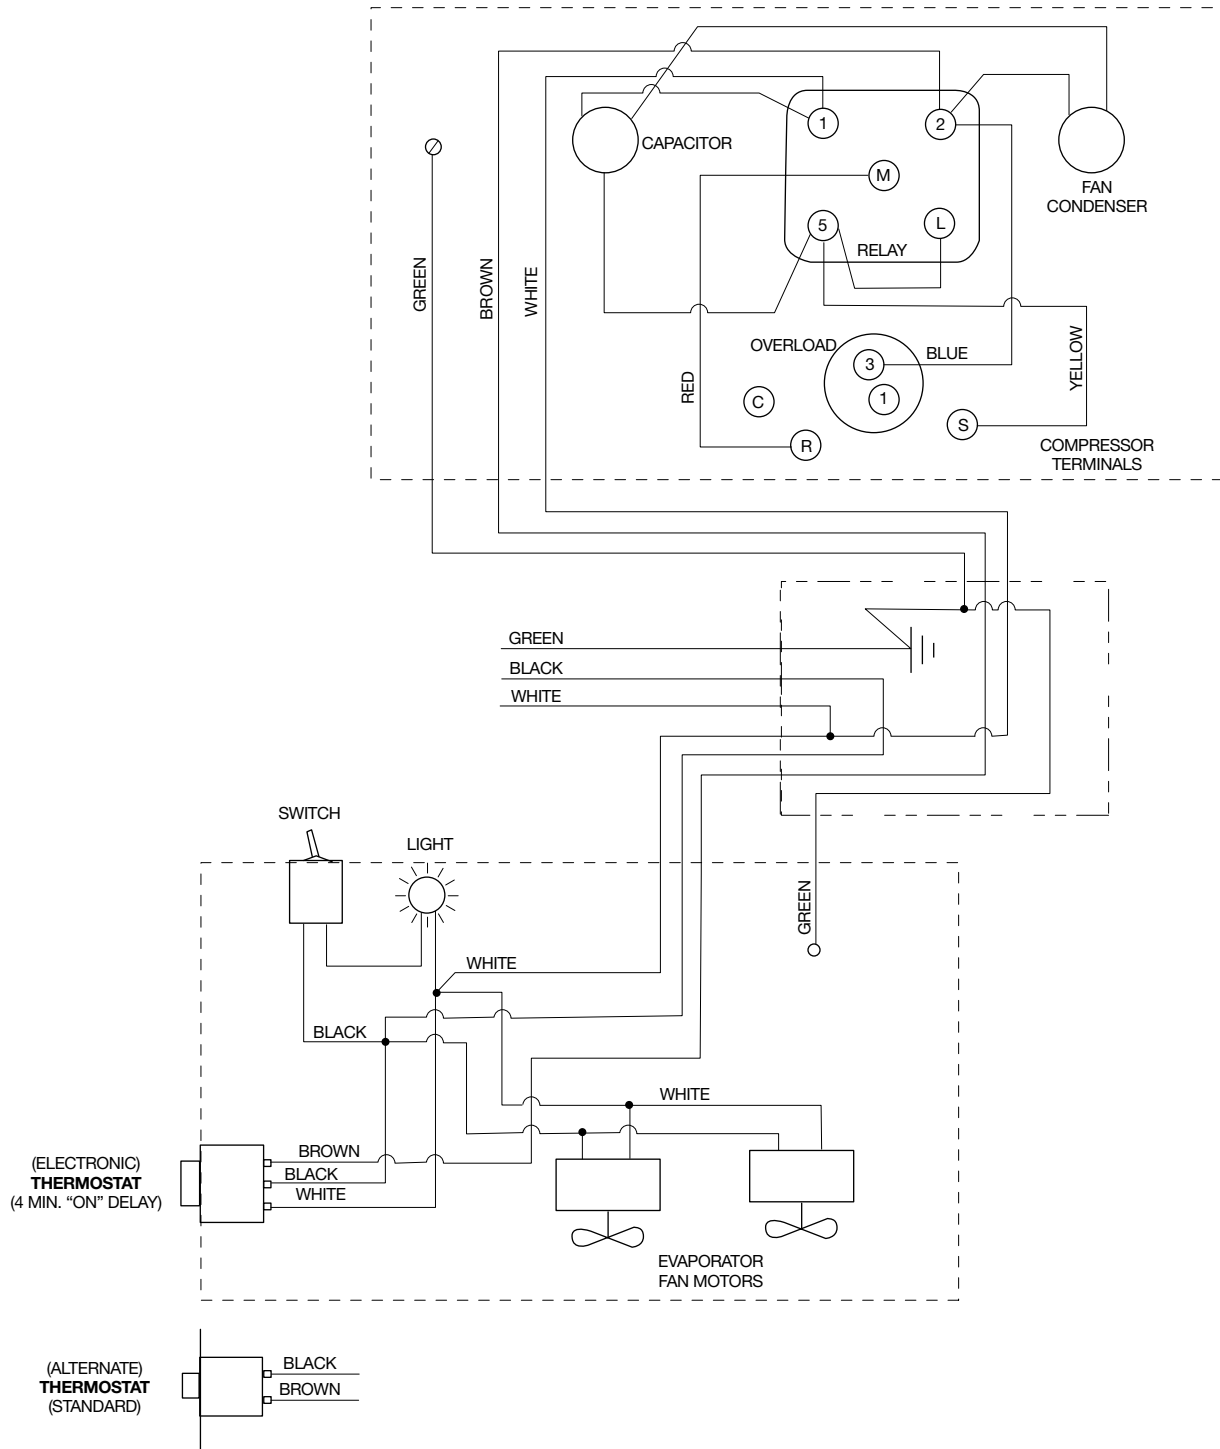 1
2
CAPACITOR
M
FAN
CONDENSER
5
L
RELAY
GREEN
BROWN
WHITE
OVERLOAD
3
BLUE
YELLOW
RED
C
1
R
S
COMPRESSOR
TERMINALS
GREEN
BLACK
WHITE
SWITCH
LIGHT
GREEN
WHITE
BLACK
WHITE
BROWN
BLACK
WHITE
(ELECTRONIC)
THERMOSTAT
(4 MIN. “ON” DELAY)
EVAPORATOR
FAN MOTORS
(ALTERNATE)
THERMOSTAT
(STANDARD)
BLACK
BROWN